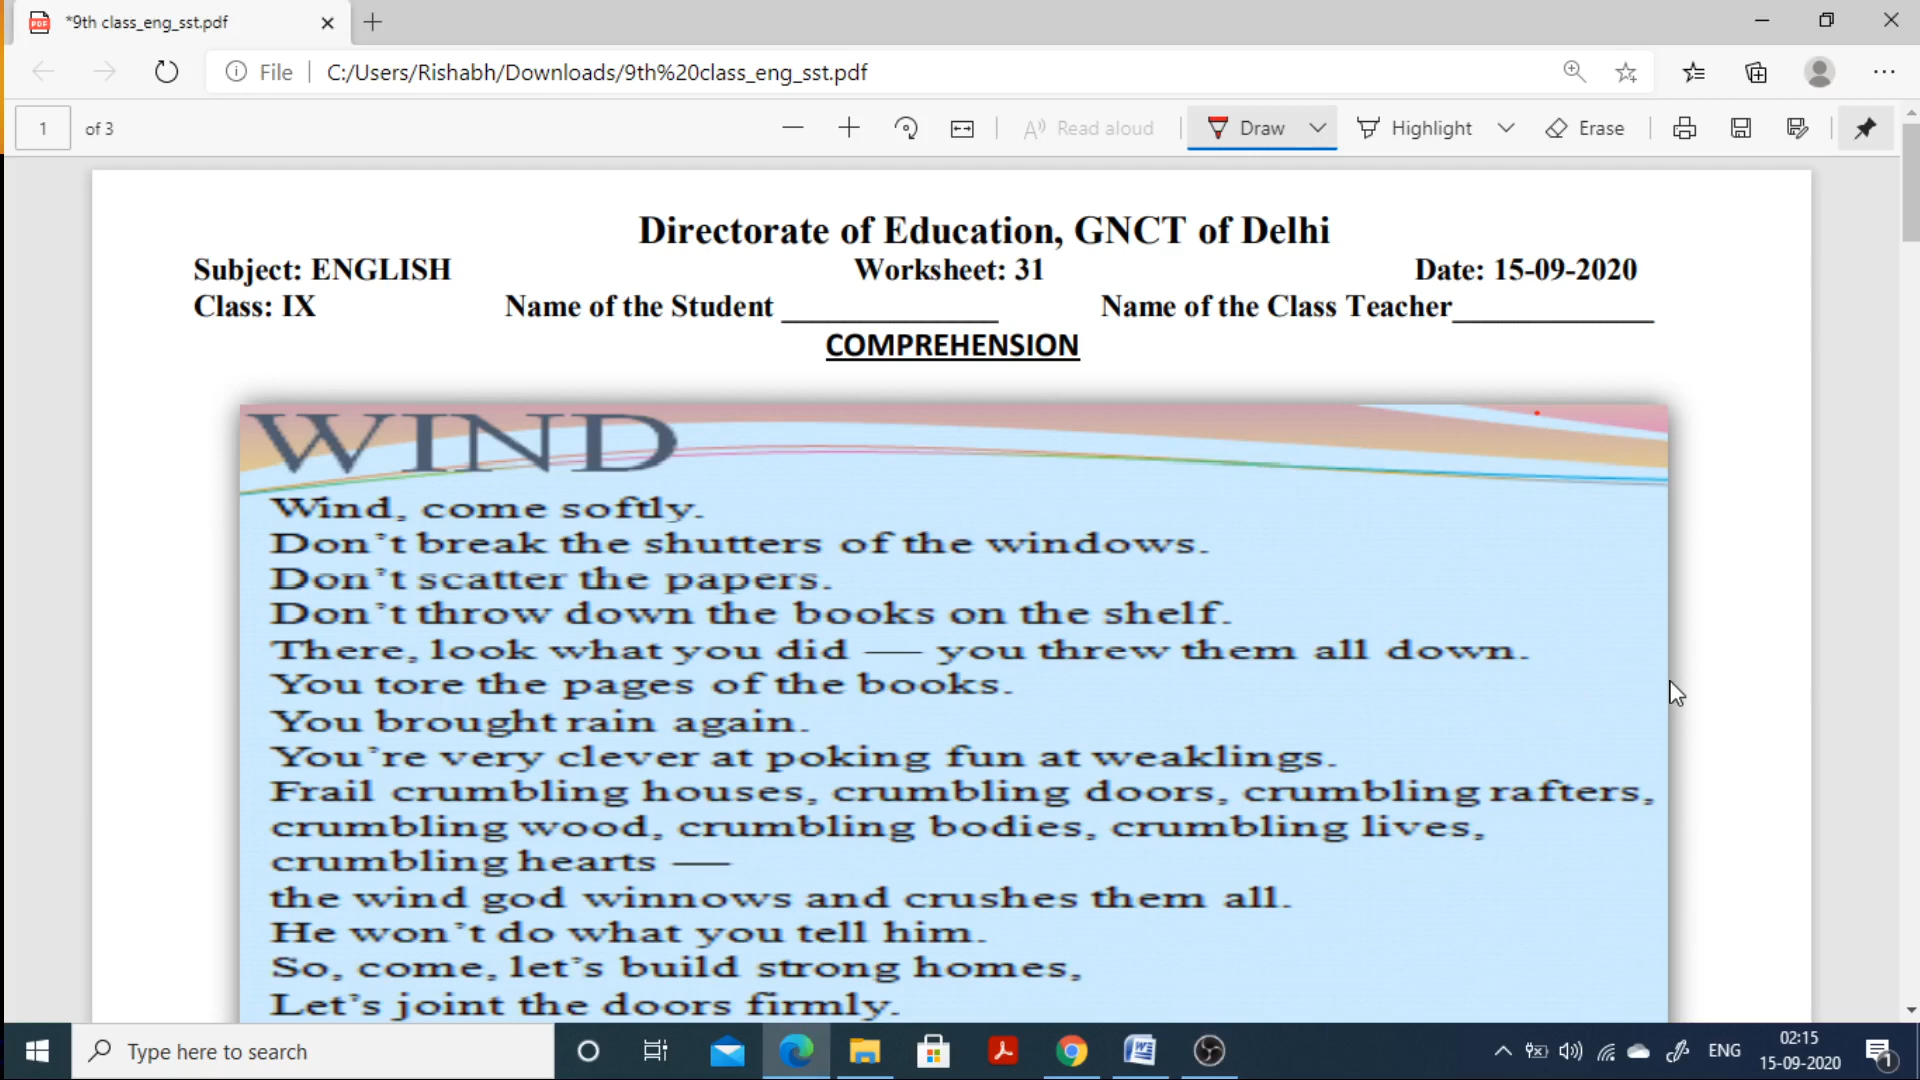 *9th class_eng_sst.pdf
File C:/Users/Rishabh/Downloads/9th%20class_eng_sst.pdf
1 of 3 Read aloud Draw Highlight Erase
Directorate of Education, GNCT of Delhi
Subject: ENGLISH Worksheet: 31 Date: 15-09-2020
Class: IX Name of the Student ______________ Name of the Class Teacher_____________
COMPREHENSION
WIND
Wind, come softly.
Don't break the shutters of the windows.
Don't scatter the papers.
Don't throw down the books on the shelf.
There, look what you did — you threw them all down.
You tore the pages of the books.
You brought rain again.
You're very clever at poking fun at weaklings.
Frail crumbling houses, crumbling doors, crumbling rafters,
crumbling wood, crumbling bodies, crumbling lives,
crumbling hearts —
the wind god winnows and crushes them all.
He won't do what you tell him.
So, come, let's build strong homes,
Let's joint the doors firmly.
Type here to search
ENG
02:15
15-09-2020
1